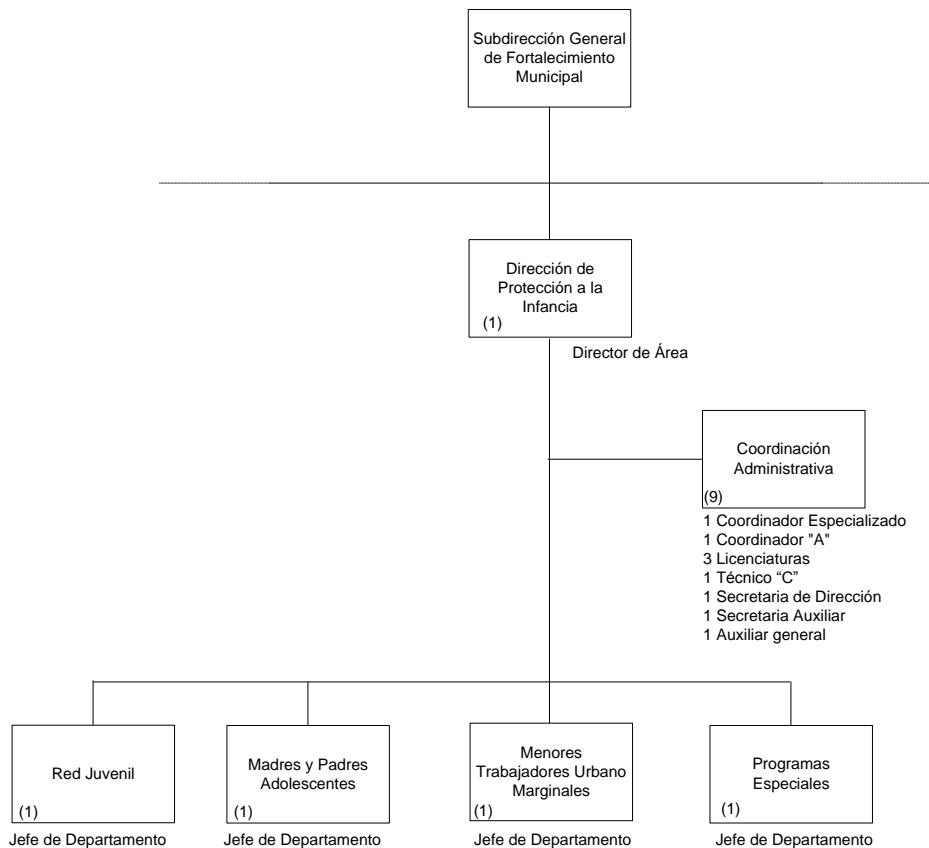 Subdirección General
de Fortalecimiento
Municipal
Dirección de
Protección a la
Infancia
(1)
Director de Área
Coordinación
Administrativa
(9)
1 Coordinador Especializado
1 Coordinador "A"
3 Licenciaturas
1 Técnico “C”
1 Secretaria de Dirección
1 Secretaria Auxiliar
1 Auxiliar general
Red Juvenil
(1)
Jefe de Departamento
Madres y Padres
Adolescentes
(1)
Jefe de Departamento
Menores
Trabajadores Urbano
Marginales
(1)
Jefe de Departamento
Programas
Especiales
(1)
Jefe de Departamento